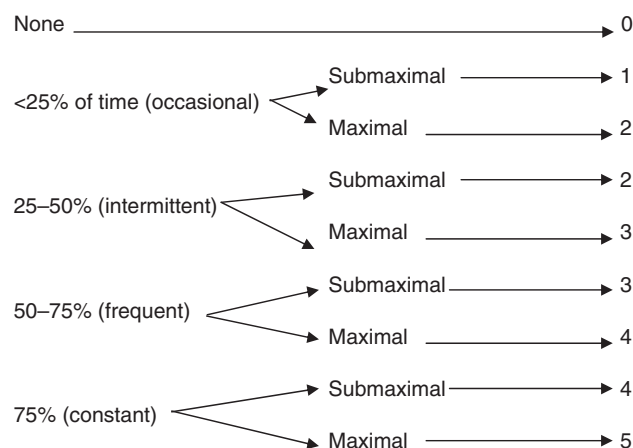 None 0
Submaximal 1
<25% of time (occasional)
Maximal 2
Submaximal 2
25–50% (intermittent)
Maximal 3
Submaximal 3
50–75% (frequent)
Maximal 4
Submaximal 4
75% (constant)
Maximal 5